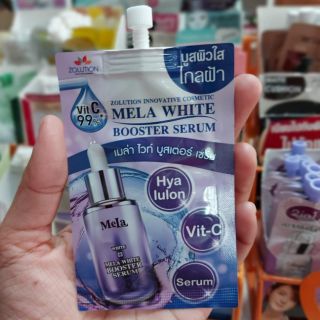 ZOLUTION
บูสผิวใส
ไกลฝ้า
Vit C
99%
ZOLUTION INNOVATIVE COSMETIC
MELA WHITE
BOOSTER SERUM
เมล่า ไวท์ บูสเตอร์ เซรั่ม
Hya
lulon
Vit-C
Serum
Mela
WHITE
MELA WHITE
BOOSTER
SERUM